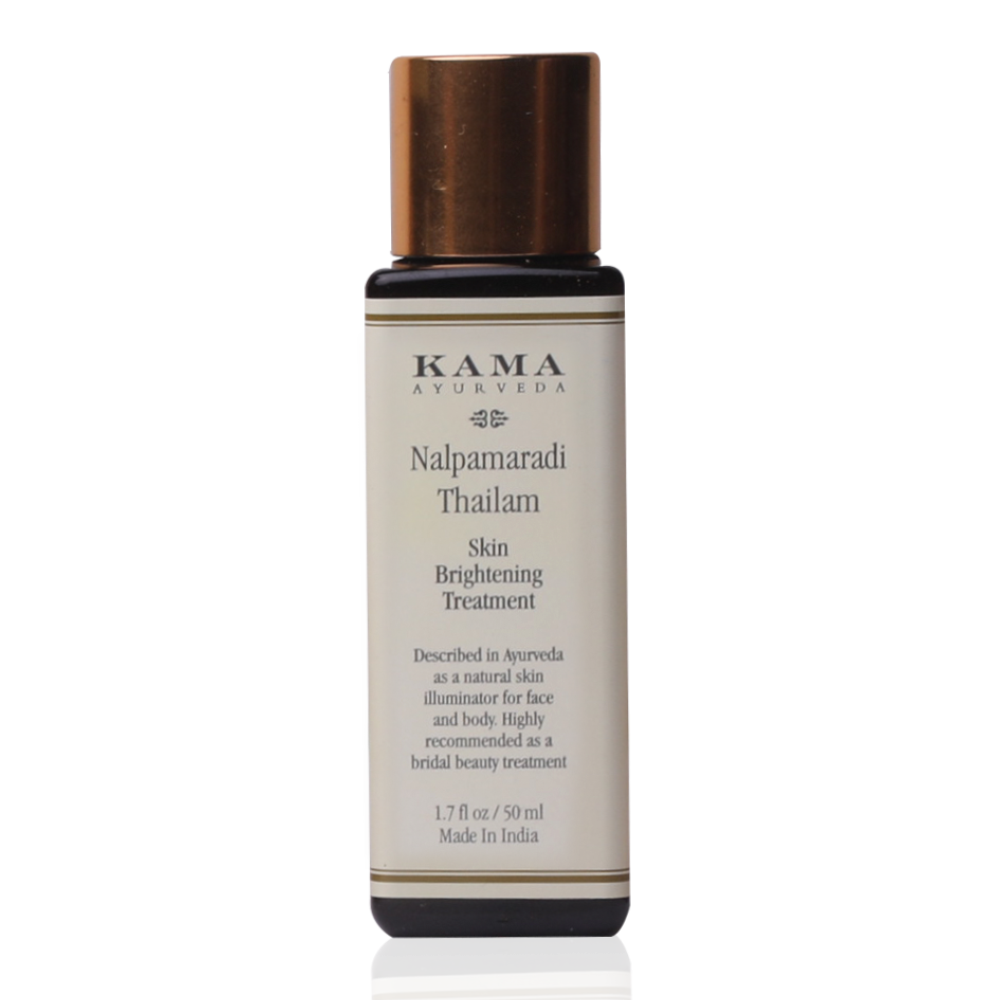 KAMA
AYURVEDA
Nalpamaradi
Thailam
Skin
Brightening
Treatment
Described in Ayurveda
as a natural skin
illuminator for face
and body. Highly
recommended as a
bridal beauty treatment
1.7 fl oz / 50 ml
Made In India